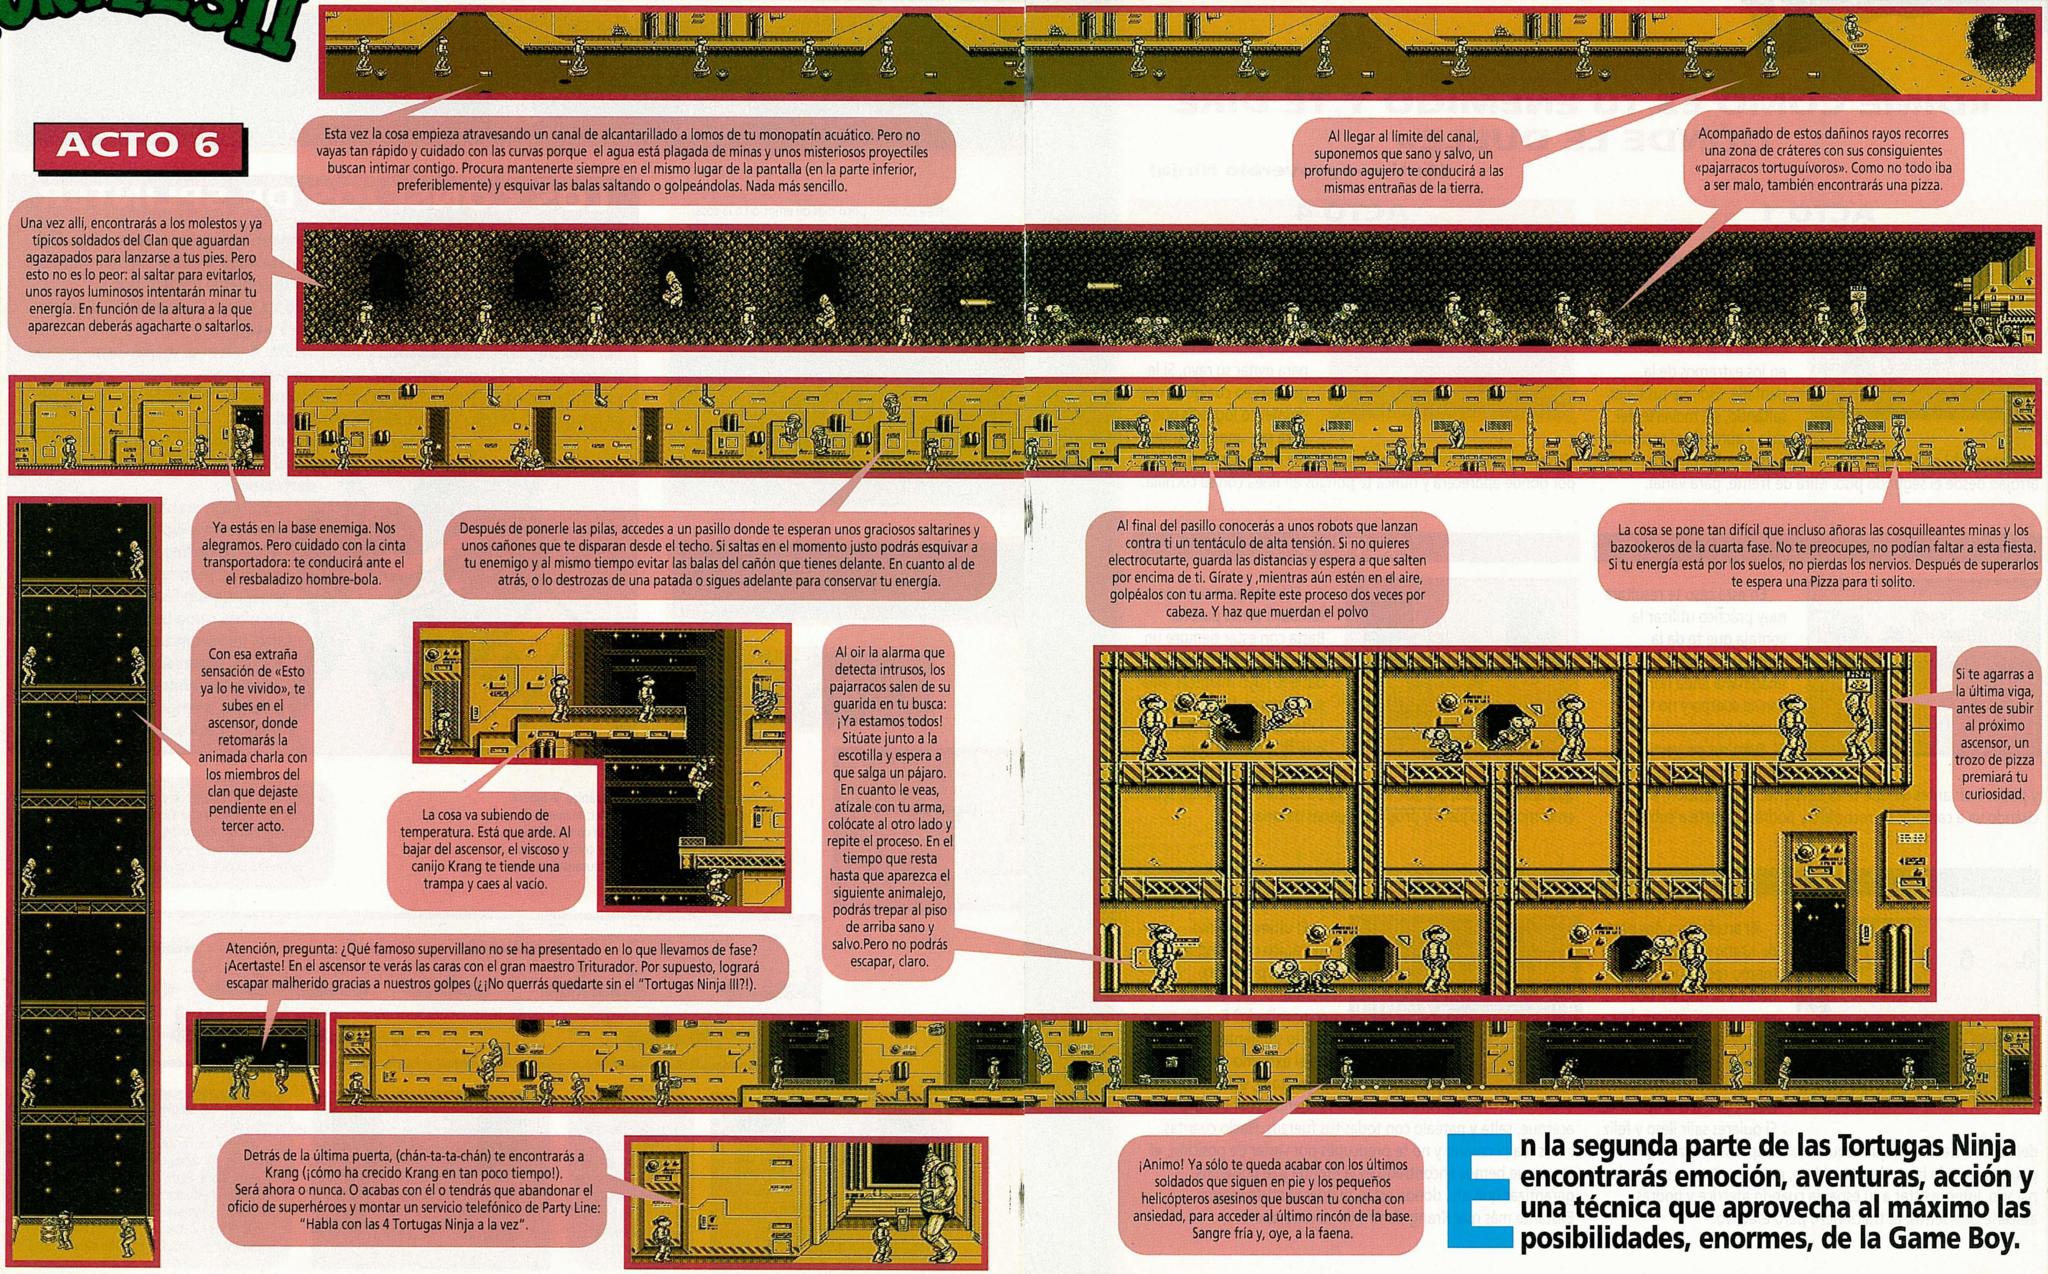 ACTO 6
Esta vez la cosa empieza atravesando un canal de alcantarillado a lomos de tu monopatín acuático. Pero no
vayas tan rápido y cuidado con las curvas porque el agua está plagada de minas y unos misteriosos proyectiles
buscan intimar contigo. Procura mantenerte siempre en el mismo lugar de la pantalla (en la parte inferior,
preferiblemente) y esquivar las balas saltando o golpeándolas. Nada más sencillo.
Al llegar al límite del canal,
suponemos que sano y salvo, un
profundo agujero te conducirá a las
mismas entrañas de la tierra.
Acompañado de estos dañinos rayos recorres
una zona de cráteres con sus consiguientes
«pajarracos tortuguívoros». Como no todo iba
a ser malo, también encontrarás una pizza.
Una vez allí, encontrarás a los molestos y ya
típicos soldados del Clan que aguardan
agazapados para lanzarse a tus pies. Pero
esto no es lo peor: al saltar para evitarlos,
unos rayos luminosos intentarán minar tu
energía. En función de la altura a la que
aparezcan deberás agacharte o saltarlos.
Ya estás en la base enemiga. Nos
alegramos. Pero cuidado con la cinta
transportadora: te conducirá ante el
el resbaladizo hombre-bola.
Después de ponerle las pilas, accedes a un pasillo donde te esperan unos graciosos saltarines y
unos cañones que te disparan desde el techo. Si saltas en el momento justo podrás esquivar a
tu enemigo y al mismo tiempo evitar las balas del cañón que tienes delante. En cuanto al de
atrás, o lo destrozas de una patada o sigues adelante para conservar tu energía.
Al final del pasillo conocerás a unos robots que lanzan
contra ti un tentáculo de alta tensión. Si no quieres
electrocutarte, guarda las distancias y espera a que salten
por encima de ti. Gírate y ,mientras aún estén en el aire,
golpéalos con tu arma. Repite este proceso dos veces por
cabeza. Y haz que muerdan el polvo
La cosa se pone tan difícil que incluso añoras las cosquilleantes minas y los
bazookeros de la cuarta fase. No te preocupes, no podían faltar a esta fiesta.
Si tu energía está por los suelos, no pierdas los nervios. Después de superarlos
te espera una Pizza para ti solito.
Con esa extraña
sensación de «Esto
ya lo he vivido», te
subes en el
ascensor, donde
retomarás la
animada charla con
los miembros del
clan que dejaste
pendiente en el
tercer acto.
La cosa va subiendo de
temperatura. Está que arde. Al
bajar del ascensor, el viscoso y
canijo Krang te tiende una
trampa y caes al vacío.
Al oir la alarma que
detecta intrusos, los
pajarracos salen de su
guarida en tu busca:
¡Ya estamos todos!
Sitúate junto a la
escotilla y espera a
que salga un pájaro.
En cuanto le veas,
atízale con tu arma,
colócate al otro lado y
repite el proceso. En el
tiempo que resta
hasta que aparezca el
siguiente animalejo,
podrás trepar al piso
de arriba sano y
salvo.Pero no podrás
escapar, claro.
Si te agarras a
la última viga,
antes de subir
al próximo
ascensor, un
trozo de pizza
premiará tu
curiosidad.
Atención, pregunta: ¿Qué famoso supervillano no se ha presentado en lo que llevamos de fase?
¡Acertaste! En el ascensor te verás las caras con el gran maestro Triturador. Por supuesto, logrará
escapar malherido gracias a nuestros golpes (¿¡No querrás quedarte sin el "Tortugas Ninja III?!).
Detrás de la última puerta, (chán-ta-ta-chán) te encontrarás a
Krang (¡cómo ha crecido Krang en tan poco tiempo!).
Será ahora o nunca. O acabas con él o tendrás que abandonar el
oficio de superhéroes y montar un servicio telefónico de Party Line:
"Habla con las 4 Tortugas Ninja a la vez".
¡Animo! Ya sólo te queda acabar con los últimos
soldados que siguen en pie y los pequeños
helicópteros asesinos que buscan tu concha con
ansiedad, para acceder al último rincón de la base.
Sangre fría y, oye, a la faena.
En la segunda parte de las Tortugas Ninja
encontrarás emoción, aventuras, acción y
una técnica que aprovecha al máximo las
posibilidades, enormes, de la Game Boy.